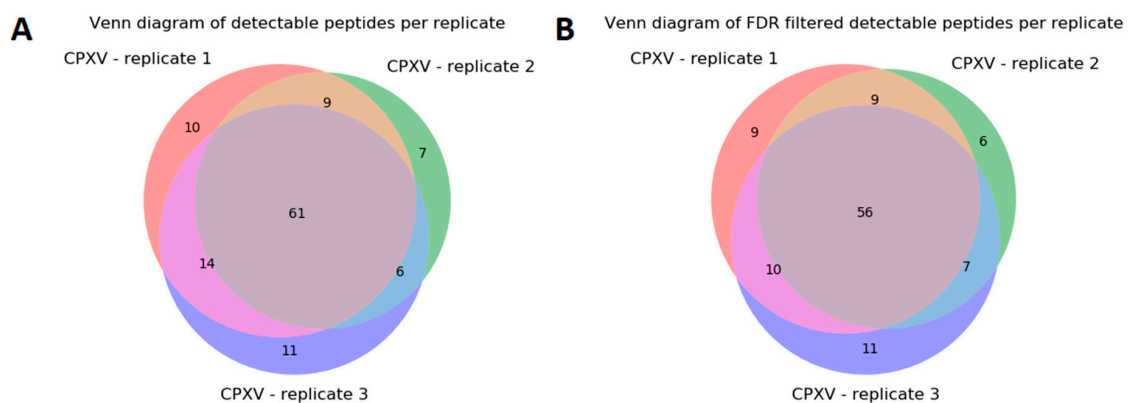 A
Venn diagram of detectable peptides per replicate
CPXV - replicate 1
CPXV - replicate 2
9
10
7
61
14
6
11
CPXV - replicate 3
B
Venn diagram of FDR filtered detectable peptides per replicate
CPXV - replicate 1
CPXV - replicate 2
9
9
6
56
10
7
11
CPXV - replicate 3